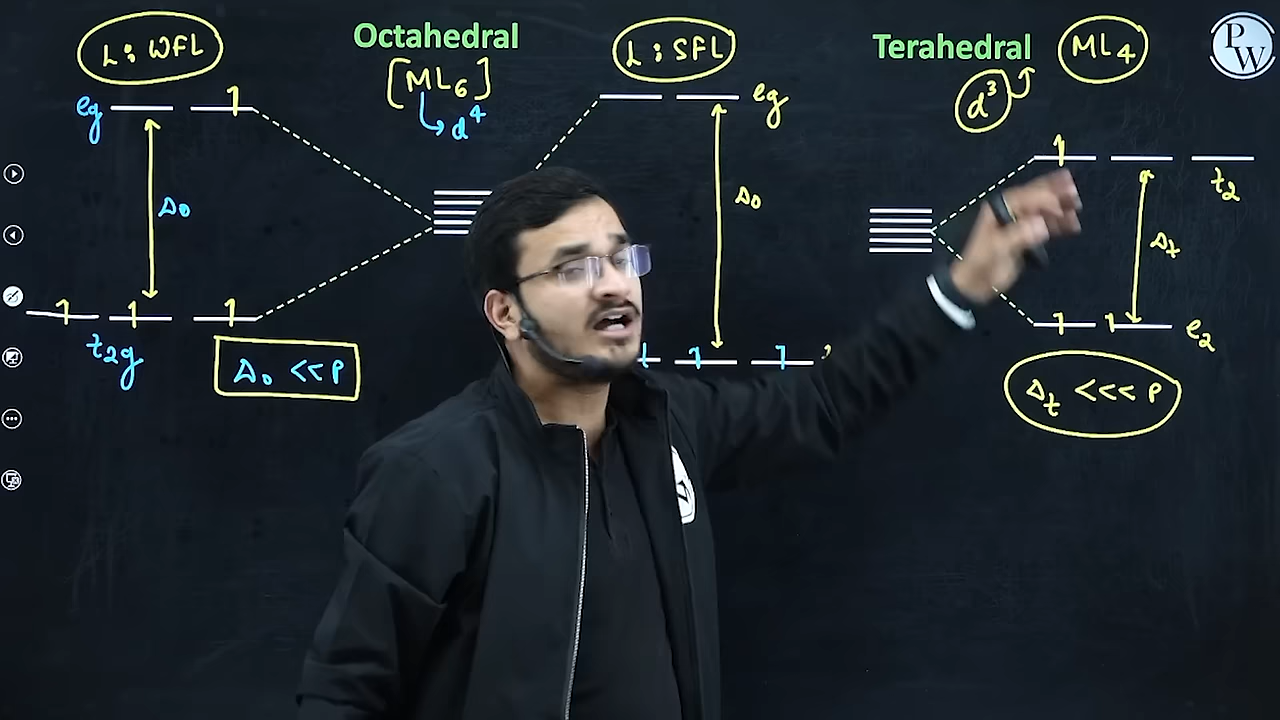 L : WFL
Octahedral
[ML6]
d4
L : SFL
Terahedral
ML4
d3
PW
eg
Δo
t2g
Δo <<P
eg
Δo
t2
Δt
e2
Δt <<< P